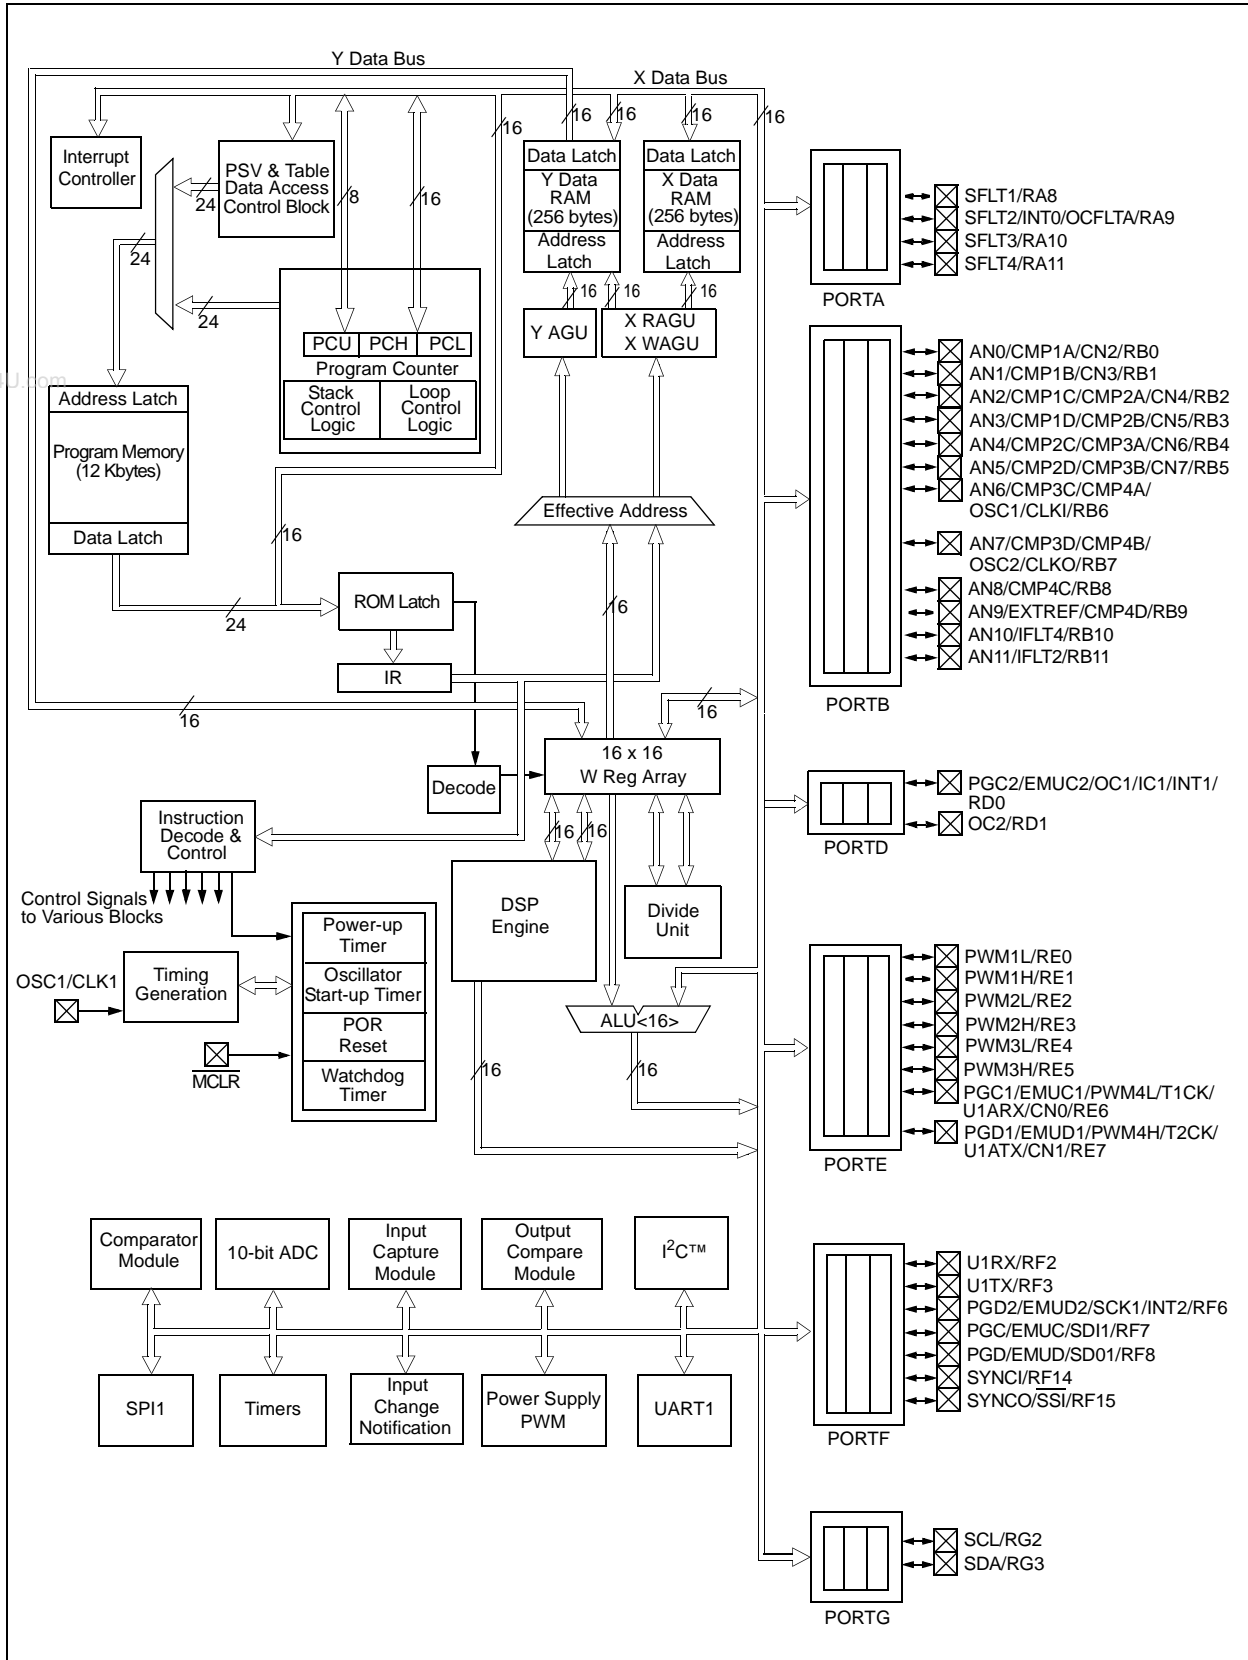 Y Data Bus
X Data Bus
16
16
16
16
16
Interrupt
Controller
PSV & Table
Data Access
Control Block
24
24
24
8
16
Data Latch
Y Data
RAM
(256 bytes)
Address
Latch
Data Latch
X Data
RAM
(256 bytes)
Address
Latch
16
16
16
Y AGU
X RAGU
X WAGU
PCU
PCH
PCL
Program Counter
Stack
Control
Logic
Loop
Control
Logic
U.com
Address Latch
Program Memory
(12 Kbytes)
Data Latch
Effective Address
16
24
ROM Latch
IR
16
16
16
16 x 16
W Reg Array
Decode
16
16
Instruction
Decode &
Control
Control Signals
to Various Blocks
DSP
Engine
Divide
Unit
Power-up
Timer
Oscillator
Start-up Timer
POR
Reset
Watchdog
Timer
OSC1/CLK1
Timing
Generation
MCLR
ALU<16>
16
16
Comparator
Module
10-bit ADC
Input
Capture
Module
Output
Compare
Module
I²C™
SPI1
Timers
Input
Change
Notification
Power Supply
PWM
UART1
SFLT1/RA8
SFLT2/INT0/OCFLTA/RA9
SFLT3/RA10
SFLT4/RA11
PORTA
AN0/CMP1A/CN2/RB0
AN1/CMP1B/CN3/RB1
AN2/CMP1C/CMP2A/CN4/RB2
AN3/CMP1D/CMP2B/CN5/RB3
AN4/CMP2C/CMP3A/CN6/RB4
AN5/CMP2D/CMP3B/CN7/RB5
AN6/CMP3C/CMP4A/
OSC1/CLKI/RB6
AN7/CMP3D/CMP4B/
OSC2/CLKO/RB7
AN8/CMP4C/RB8
AN9/EXTREF/CMP4D/RB9
AN10/IFLT4/RB10
AN11/IFLT2/RB11
PORTB
PGC2/EMUC2/OC1/IC1/INT1/
RD0
OC2/RD1
PORTD
PWM1L/RE0
PWM1H/RE1
PWM2L/RE2
PWM2H/RE3
PWM3L/RE4
PWM3H/RE5
PGC1/EMUC1/PWM4L/T1CK/
U1ARX/CN0/RE6
PGD1/EMUD1/PWM4H/T2CK/
U1ATX/CN1/RE7
PORTE
U1RX/RF2
U1TX/RF3
PGD2/EMUD2/SCK1/INT2/RF6
PGC/EMUC/SDI1/RF7
PGD/EMUD/SD01/RF8
SYNCI/RF14
SYNCO/SSI/RF15
PORTF
SCL/RG2
SDA/RG3
PORTG